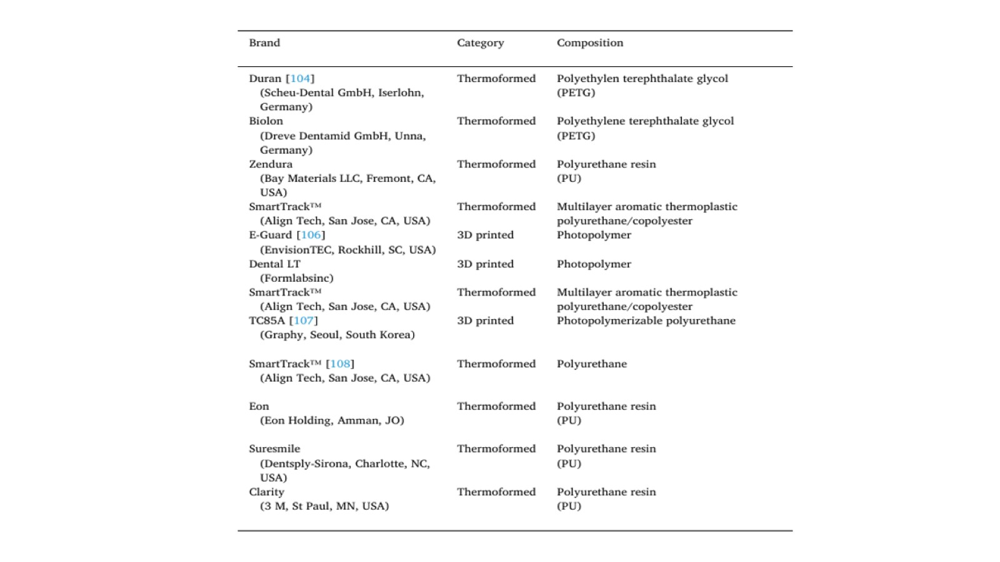 Brand Category Composition
Duran [104] Thermoformed Polyethylen terephthalate glycol
(Scheu-Dental GmbH, Iserlohn, (PETG)
Germany)
Biolon Thermoformed Polyethylene terephthalate glycol
(Dreve Dentamid GmbH, Unna, (PETG)
Germany)
Zendura Thermoformed Polyurethane resin
(Bay Materials LLC, Fremont, CA, (PU)
USA)
SmartTrack™ Thermoformed Multilayer aromatic thermoplastic
(Align Tech, San Jose, CA, USA) polyurethane/copolyester
E-Guard [106] 3D printed Photopolymer
(EnvisionTEC, Rockhill, SC, USA)
Dental LT 3D printed Photopolymer
(Formlabsinc)
SmartTrack™ Thermoformed Multilayer aromatic thermoplastic
(Align Tech, San Jose, CA, USA) polyurethane/copolyester
TC85A [107] 3D printed Photopolymerizable polyurethane
(Graphy, Seoul, South Korea)
SmartTrack™ [108] Thermoformed Polyurethane
(Align Tech, San Jose, CA, USA)
Eon Thermoformed Polyurethane resin
(Eon Holding, Amman, JO) (PU)
Suresmile Thermoformed Polyurethane resin
(Dentsply-Sirona, Charlotte, NC, (PU)
USA)
Clarity Thermoformed Polyurethane resin
(3 M, St Paul, MN, USA) (PU)